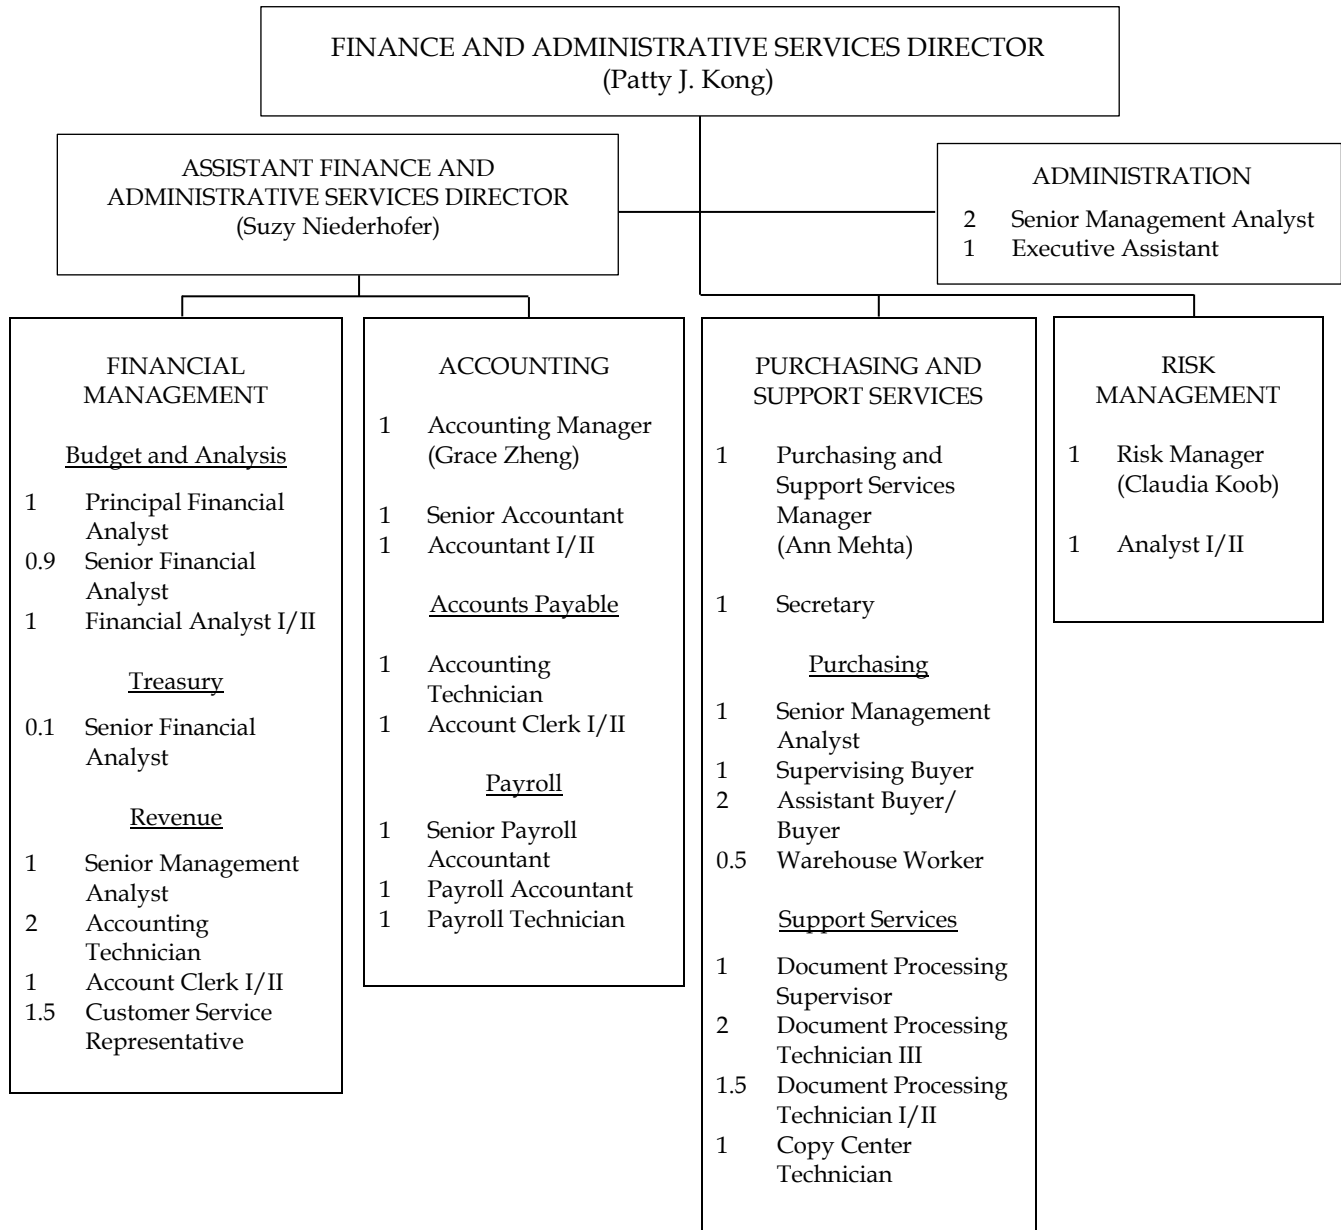 FINANCE AND ADMINISTRATIVE SERVICES DIRECTOR
(Patty J. Kong)
ASSISTANT FINANCE AND
ADMINISTRATIVE SERVICES DIRECTOR
(Suzy Niederhofer)
ADMINISTRATION
2 Senior Management Analyst
1 Executive Assistant
FINANCIAL
MANAGEMENT
Budget and Analysis
1 Principal Financial
Analyst
0.9 Senior Financial
Analyst
1 Financial Analyst I/II
Treasury
0.1 Senior Financial
Analyst
Revenue
1 Senior Management
Analyst
2 Accounting
Technician
1 Account Clerk I/II
1.5 Customer Service
Representative
ACCOUNTING
1 Accounting Manager
(Grace Zheng)
1 Senior Accountant
1 Accountant I/II
Accounts Payable
1 Accounting
Technician
1 Account Clerk I/II
Payroll
1 Senior Payroll
Accountant
1 Payroll Accountant
1 Payroll Technician
PURCHASING AND
SUPPORT SERVICES
1 Purchasing and
Support Services
Manager
(Ann Mehta)
1 Secretary
Purchasing
1 Senior Management
Analyst
1 Supervising Buyer
2 Assistant Buyer/
Buyer
0.5 Warehouse Worker
Support Services
1 Document Processing
Supervisor
2 Document Processing
Technician III
1.5 Document Processing
Technician I/II
1 Copy Center
Technician
RISK
MANAGEMENT
1 Risk Manager
(Claudia Koob)
1 Analyst I/II